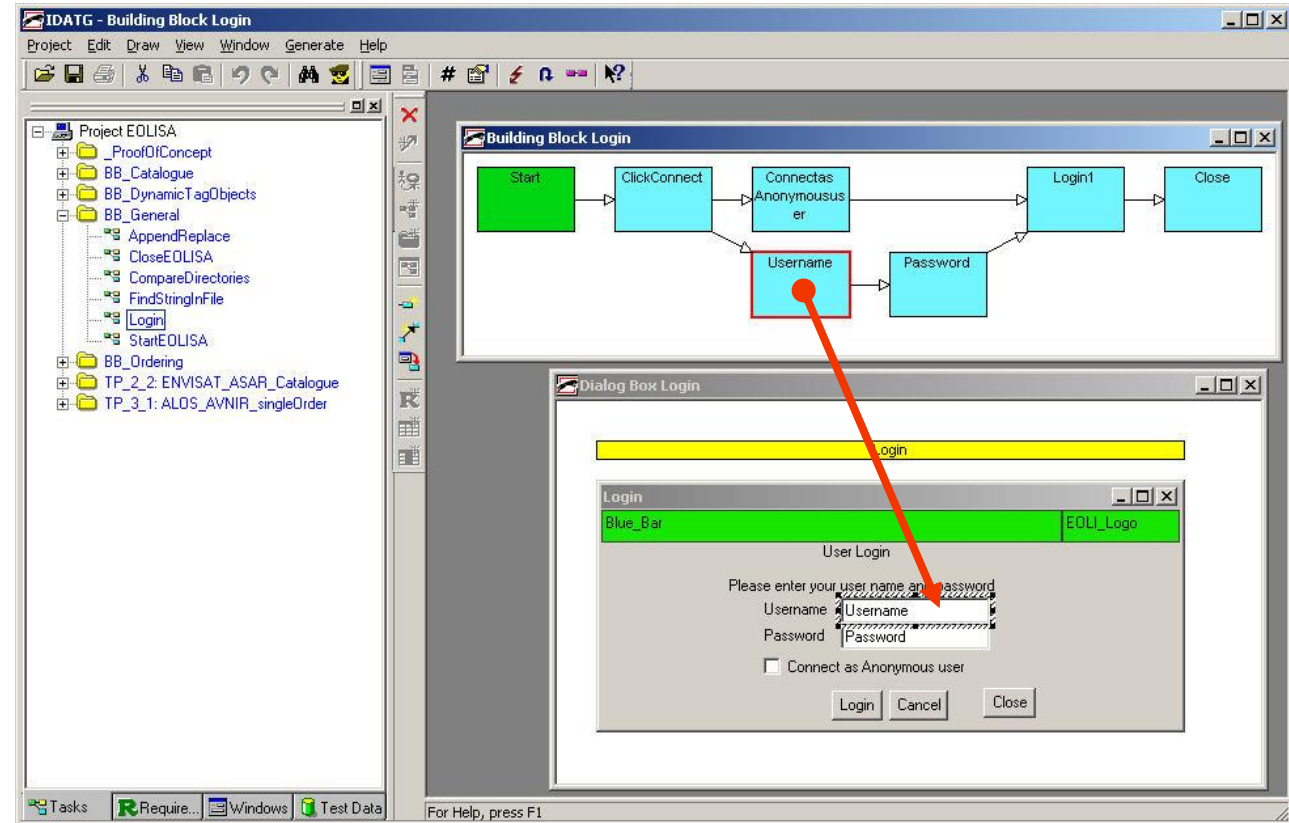 IDATG - Building Block Login
Project Edit Draw View Window Generate Help
Project EOLISA
_ProofOfConcept
BB_Catalogue
BB_DynamicTagObjects
BB_General
AppendReplace
CloseEOLISA
CompareDirectories
FindStringInFile
Login
StartEOLISA
BB_Ordering
TP_2_2: ENVISAT_ASAR_Catalogue
TP_3_1: ALOS_AVNIR_singleOrder
Tasks Require... Windows Test Data
Building Block Login
Start ClickConnect Connectas Login1 Close
Anonymousus
er
Username Password
Dialog Box Login
Login
Login
Blue_Bar EOLI_Logo
User Login
Please enter your user name and password
Username Username
Password Password
Connect as Anonymous user
Login Cancel Close
For Help, press F1